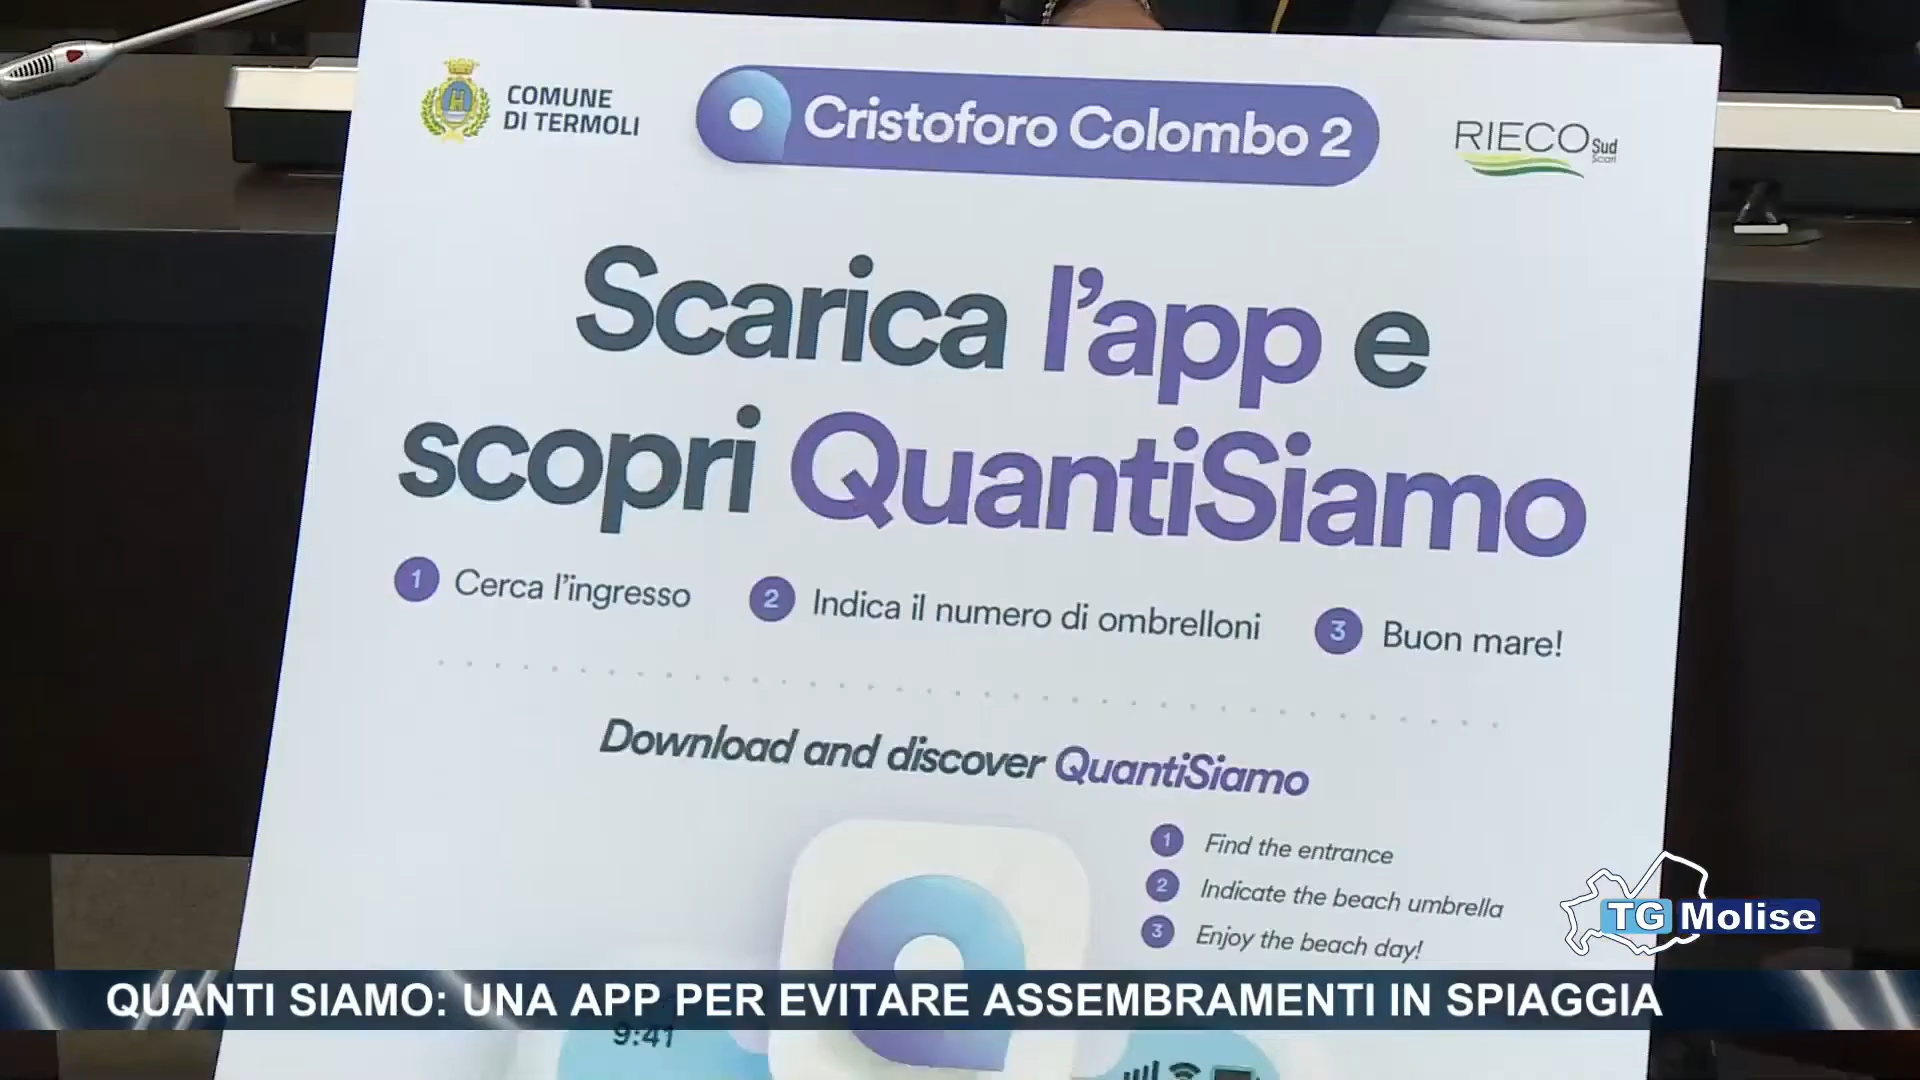 COMUNE
DI TERMOLI
Cristoforo Colombo 2
RIECO Sud
Scarl
Scarica l'app e
scopri QuantiSiamo
1 Cerca l'ingresso
2 Indica il numero di ombrelloni
3 Buon mare!
Download and discover QuantiSiamo
1 Find the entrance
2 Indicate the beach umbrella
3 Enjoy the beach day!
TG Molise
QUANTI SIAMO: UNA APP PER EVITARE ASSEMBRAMENTI IN SPIAGGIA
9:41